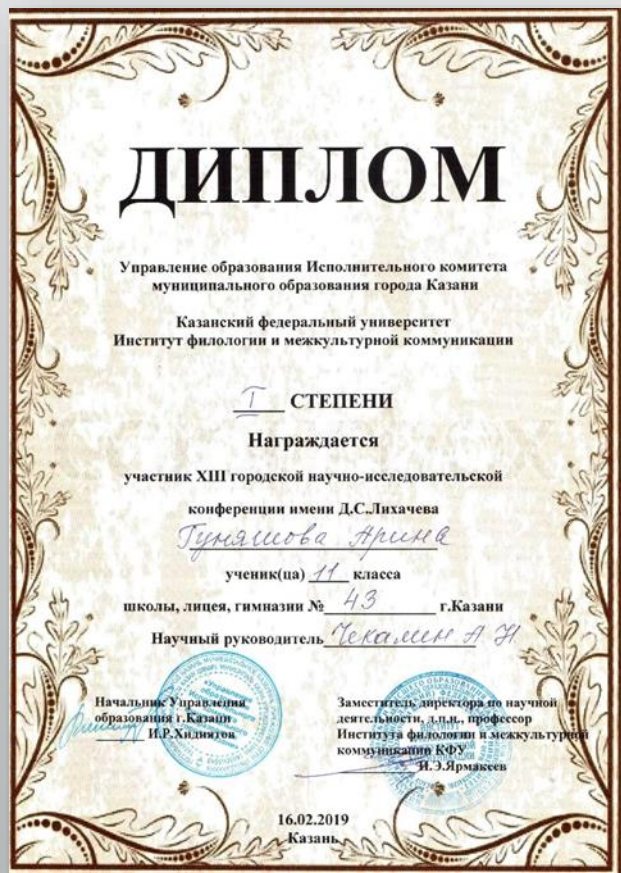 ДИПЛОМ
Управление образования Исполнительного комитета
муниципального образования города Казани
Казанский федеральный университет
Институт филологии и межкультурной коммуникации
I СТЕПЕНИ
Награждается
участник XIII городской научно-исследовательской
конференции имени Д.С.Лихачева
Гуняшова Арина
ученик(ца) 11 класса
школы, лицея, гимназии № 43 г.Казани
Научный руководитель Чекалин А Н
Начальник Управления
образования г.Казани
И.Р.Хидиятов
Заместитель директора по научной
деятельности, д.п.н., профессор
Института филологии и межкультурной
коммуникации КФУ
И.Э.Ярмакеев
16.02.2019
Казань